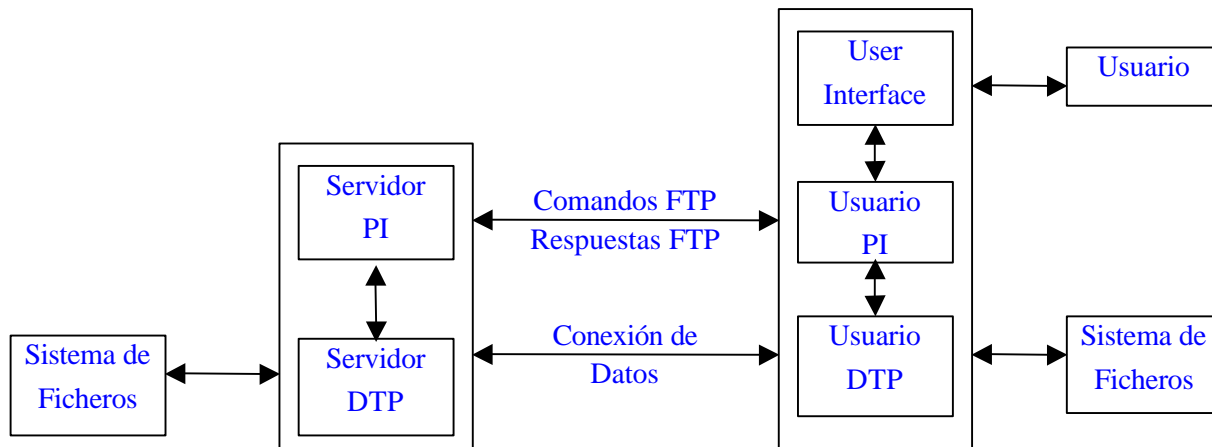 User
Interface
Usuario
Servidor
PI
Comandos FTP
Respuestas FTP
Usuario
PI
Sistema de
Ficheros
Servidor
DTP
Conexión de
Datos
Usuario
DTP
Sistema de
Ficheros